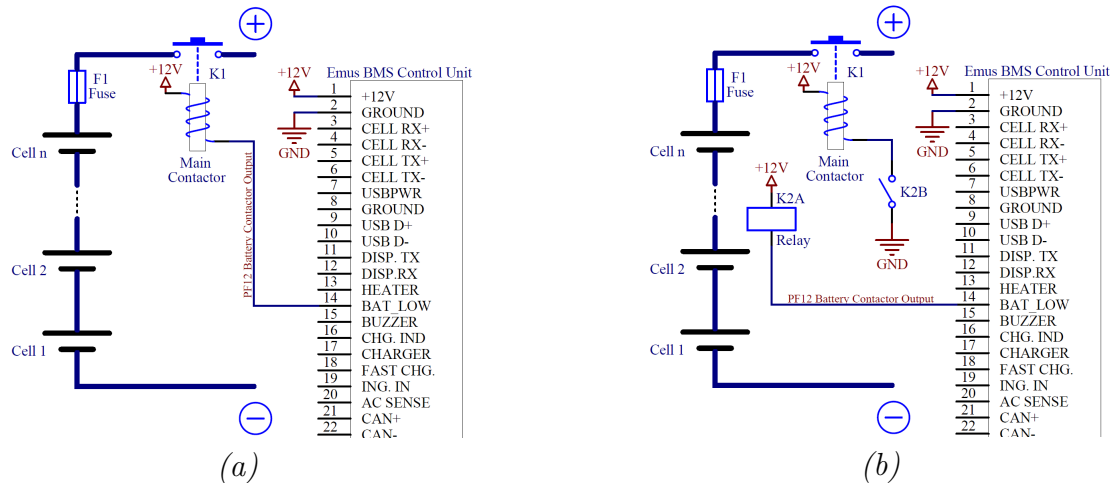 +
F1
Fuse
+12V
K1
+12V
Emus BMS Control Unit
1
+12V
2
GROUND
3
CELL RX+
4
CELL RX-
5
CELL TX+
6
CELL TX-
7
USBPWR
8
GROUND
9
USB D+
10
USB D-
11
DISP. TX
12
DISP.RX
13
HEATER
14
BAT_LOW
15
BUZZER
16
CHG. IND
17
CHARGER
18
FAST CHG.
19
ING. IN
20
AC SENSE
21
CAN+
22
CAN-
GND
Main
Contactor
PF12 Battery Contactor Output
Cell n
Cell 2
Cell 1
−
(a)
+
F1
Fuse
+12V
K1
+12V
Emus BMS Control Unit
1
+12V
2
GROUND
3
CELL RX+
4
CELL RX-
5
CELL TX+
6
CELL TX-
7
USBPWR
8
GROUND
9
USB D+
10
USB D-
11
DISP. TX
12
DISP.RX
13
HEATER
14
BAT_LOW
15
BUZZER
16
CHG. IND
17
CHARGER
18
FAST CHG.
19
ING. IN
20
AC SENSE
21
CAN+
22
CAN-
GND
Main
Contactor
+12V
K2A
Relay
K2B
GND
PF12 Battery Contactor Output
Cell n
Cell 2
Cell 1
−
(b)